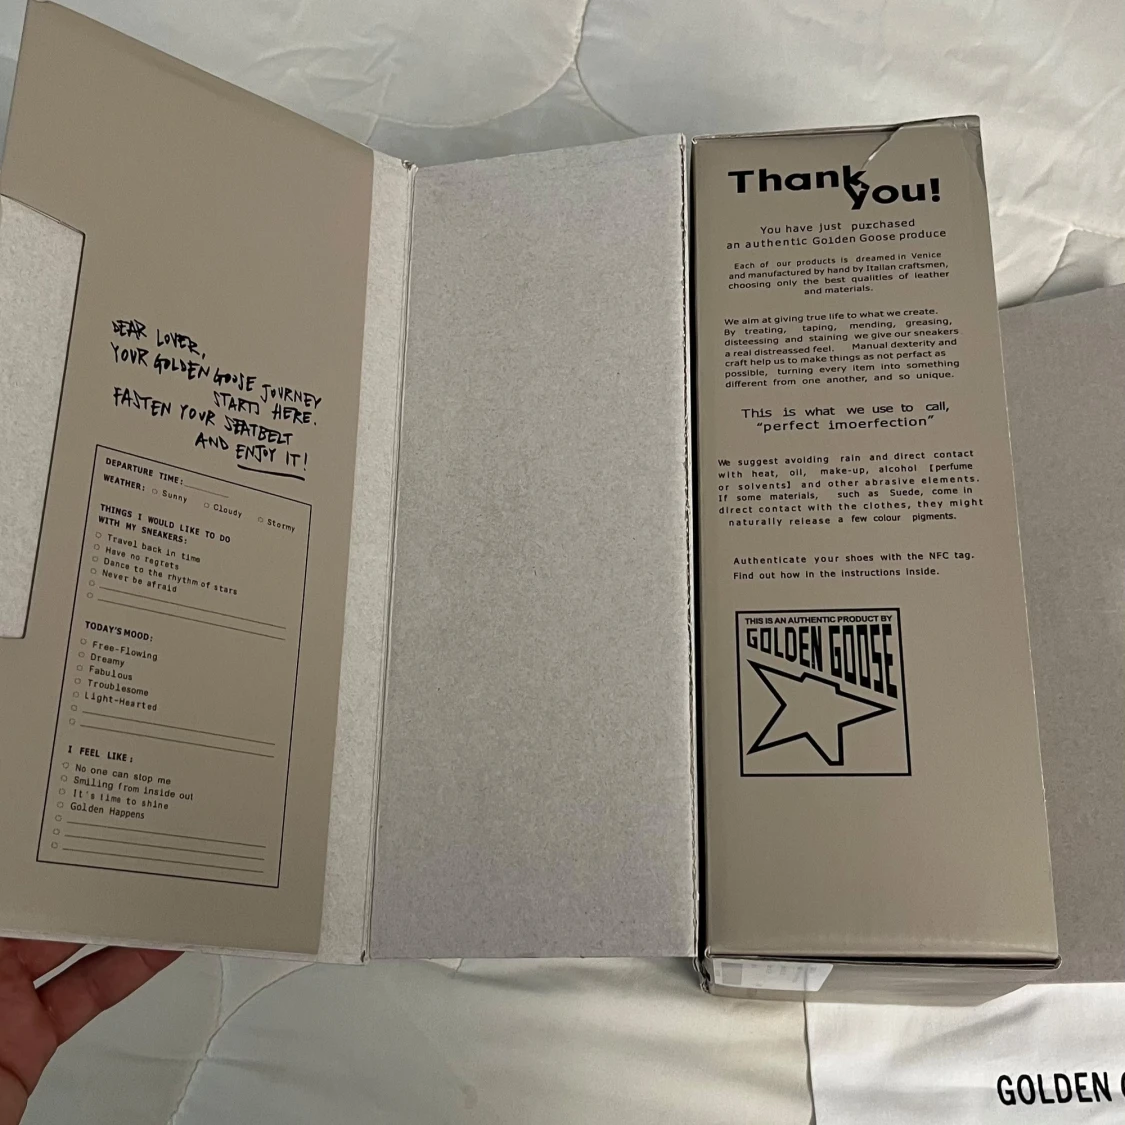 DEAR LOVER,
YOUR GOLDEN GOOSE JOURNEY
STARTS HERE.
FASTEN YOUR SEATBELT
AND ENJOY IT!
DEPARTURE TIME:
WEATHER: Sunny Cloudy Stormy
THINGS I WOULD LIKE TO DO
WITH MY SNEAKERS:
Travel back in time
Have no regrets
Dance to the rhythm of stars
Never be afraid
TODAY'S MOOD:
Free-Flowing
Dreamy
Fabulous
Troublesome
Light-Hearted
I FEEL LIKE:
No one can stop me
Smiling from inside out
It's time to shine
Golden Happens
Thank
you!
You have just purchased
an authentic Golden Goose produce
Each of our products is dreamed in Venice
and manufactured by hand by Italian craftsmen,
choosing only the best qualities of leather
and materials.
We aim at giving true life to what we create.
By treating, taping, mending, greasing,
disteessing and staining we give our sneakers
a real distreassed feel. Manual dexterity and
craft help us to make things as not perfact as
possible, turning every item into something
different from one another, and so unique.
This is what we use to call,
"perfect imoerfection"
We suggest avoiding rain and direct contact
with heat, oil, make-up, alcohol [perfume
or solvents] and other abrasive elements.
If some materials, such as Suede, come in
direct contact with the clothes, they might
naturally release a few colour pigments.
Authenticate your shoes with the NFC tag.
Find out how in the instructions inside.
THIS IS AN AUTHENTIC PRODUCT BY
GOLDEN GOOSE
GOLDEN